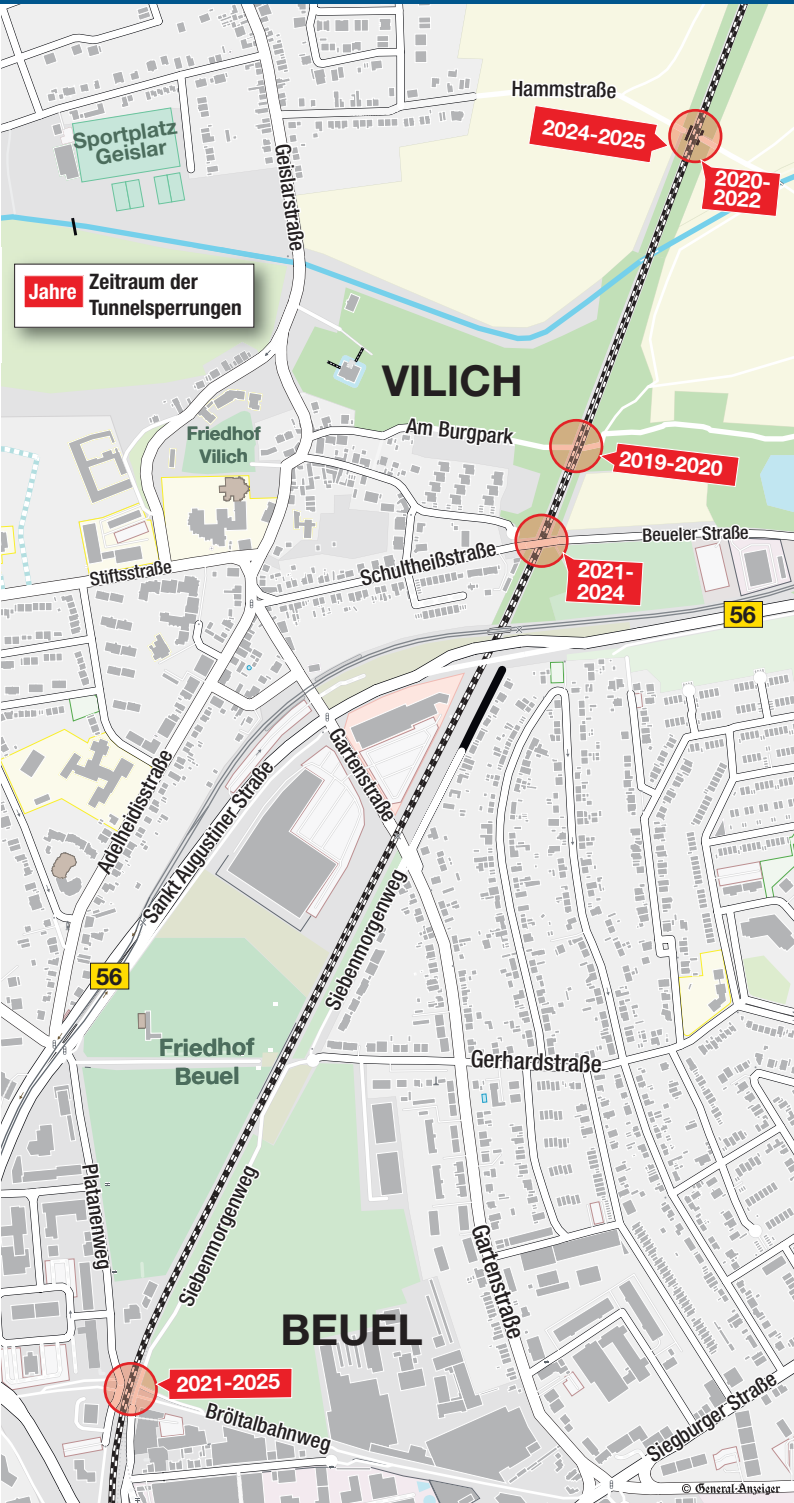 Hammstraße
2024-2025
2020-
2022
Sportplatz
Geislar
Geislarstraße
Jahre
Zeitraum der
Tunnelsperrungen
VILICH
Friedhof
Vilich
Am Burgpark
2019-2020
Beueler Straße
Schultheißstraße
Stiftsstraße
2021-
2024
56
Gartenstraße
Adelheidisstraße
Sankt Augustiner Straße
Siebenmorgenweg
56
Friedhof
Beuel
Gerhardstraße
Platanenweg
Siebenmorgenweg
Gartenstraße
BEUEL
2021-2025
Bröltalbahnweg
Siegburger Straße
© General-Anzeiger